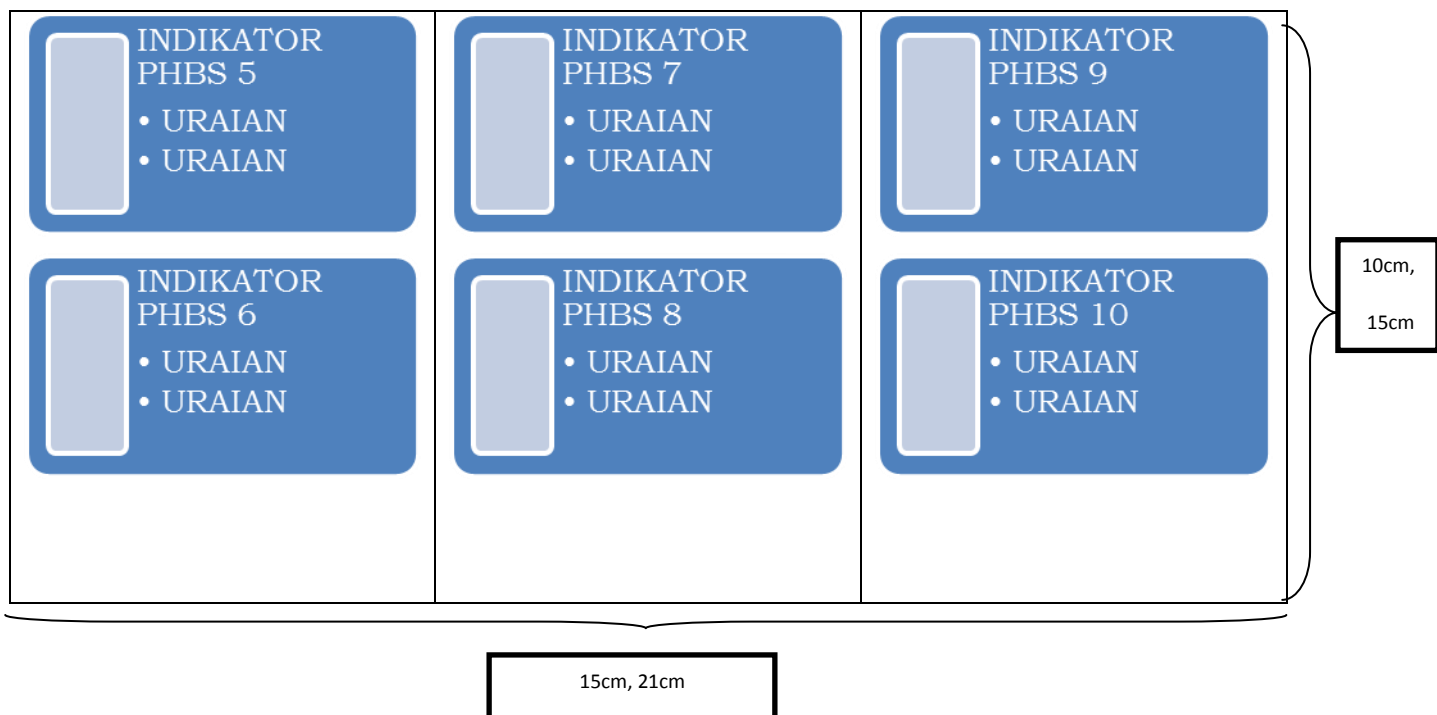 INDIKATOR
PHBS 5
• URAIAN
• URAIAN
INDIKATOR
PHBS 6
• URAIAN
• URAIAN
INDIKATOR
PHBS 7
• URAIAN
• URAIAN
INDIKATOR
PHBS 8
• URAIAN
• URAIAN
INDIKATOR
PHBS 9
• URAIAN
• URAIAN
INDIKATOR
PHBS 10
• URAIAN
• URAIAN
10cm,
15cm
15cm, 21cm